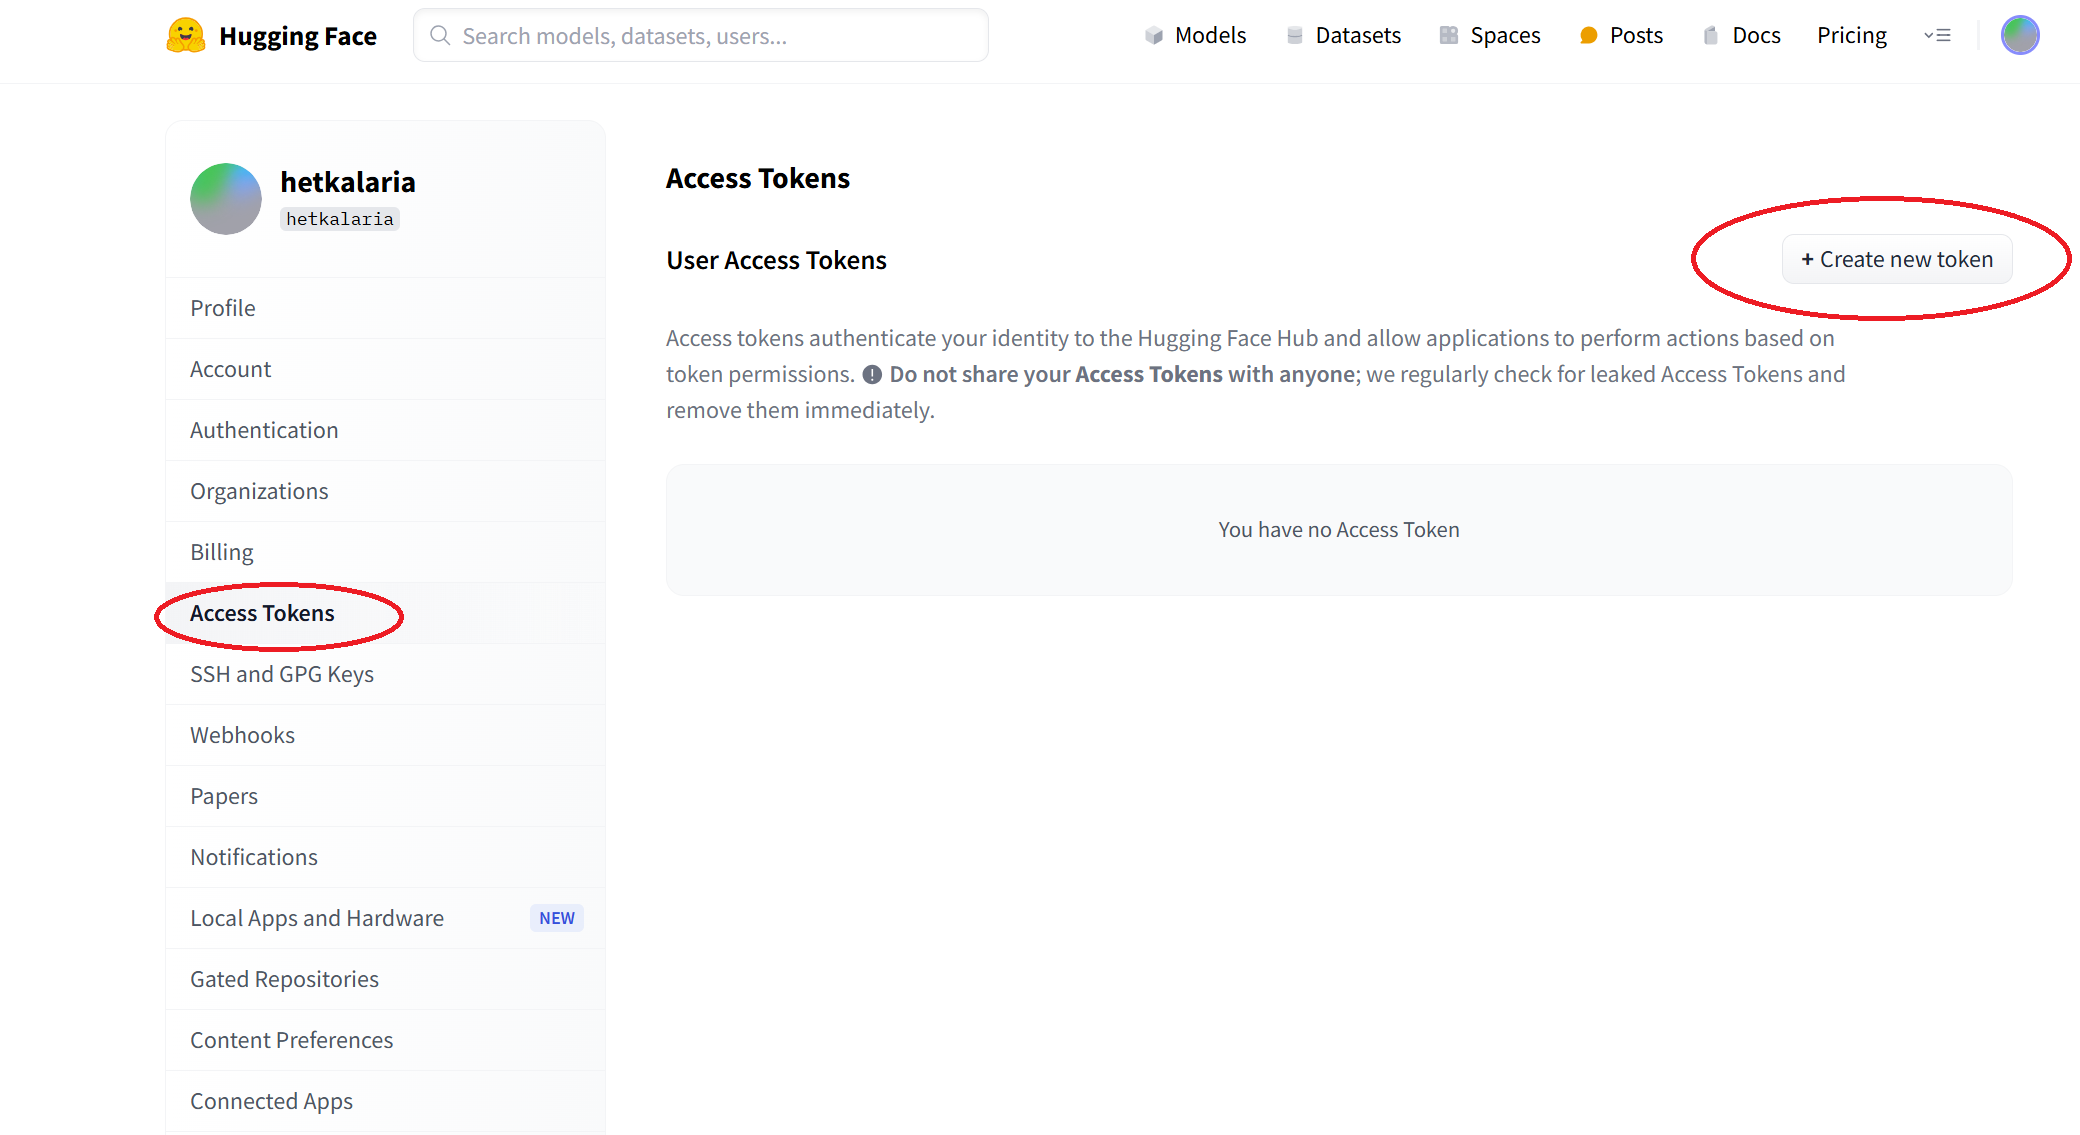 Hugging Face
Search models, datasets, users...
Models
Datasets
Spaces
Posts
Docs
Pricing
hetkalaria
hetkalaria
Profile
Account
Authentication
Organizations
Billing
Access Tokens
SSH and GPG Keys
Webhooks
Papers
Notifications
Local Apps and Hardware NEW
Gated Repositories
Content Preferences
Connected Apps
Access Tokens
User Access Tokens
+ Create new token
Access tokens authenticate your identity to the Hugging Face Hub and allow applications to perform actions based on
token permissions. ! Do not share your Access Tokens with anyone; we regularly check for leaked Access Tokens and
remove them immediately.
You have no Access Token